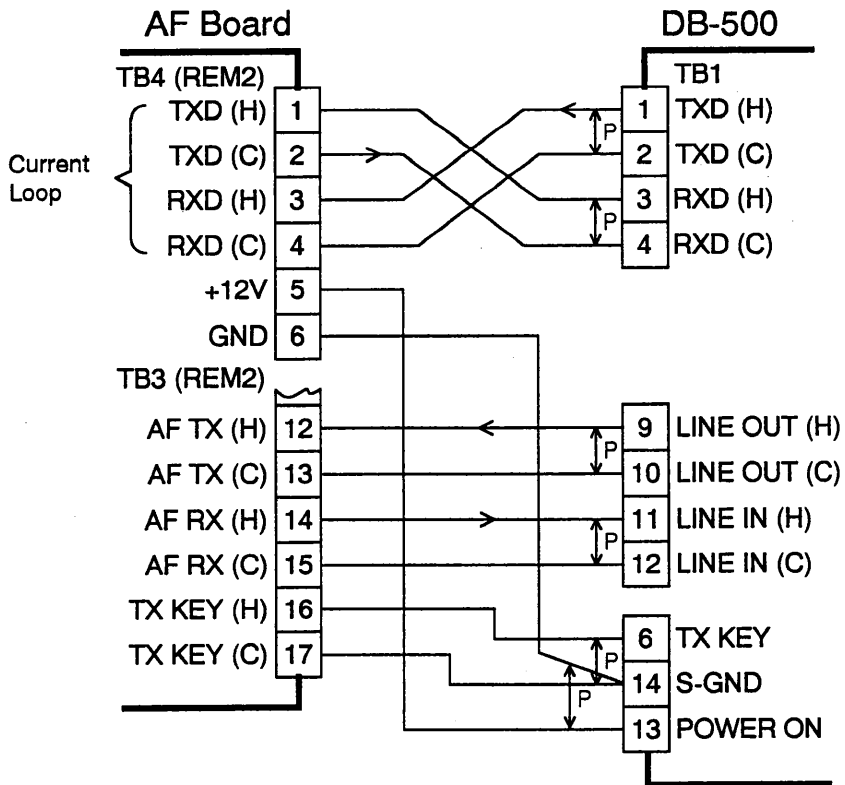 AF Board
DB-500
TB4 (REM2)
TB1
TXD (H) 1
1 TXD (H)
P
TXD (C) 2
2 TXD (C)
Current
Loop
RXD (H) 3
3 RXD (H)
P
RXD (C) 4
4 RXD (C)
+12V 5
GND 6
TB3 (REM2)
AF TX (H) 12
9 LINE OUT (H)
P
AF TX (C) 13
10 LINE OUT (C)
AF RX (H) 14
11 LINE IN (H)
P
AF RX (C) 15
12 LINE IN (C)
TX KEY (H) 16
6 TX KEY
P
TX KEY (C) 17
14 S-GND
P
13 POWER ON